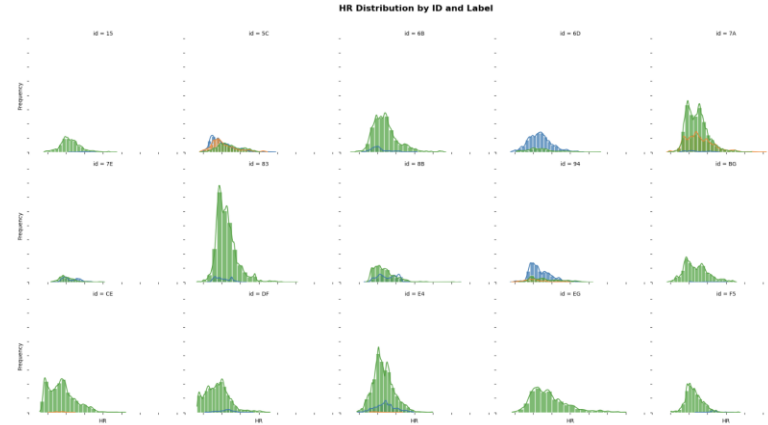 HR Distribution by ID and Label
id = 15
id = 5C
id = 6B
id = 6D
id = 7A
Frequency
id = 7E
id = 83
id = 8B
id = 94
id = BG
Frequency
id = CE
id = DF
id = E4
id = EG
id = F5
Frequency
HR
HR
HR
HR
HR